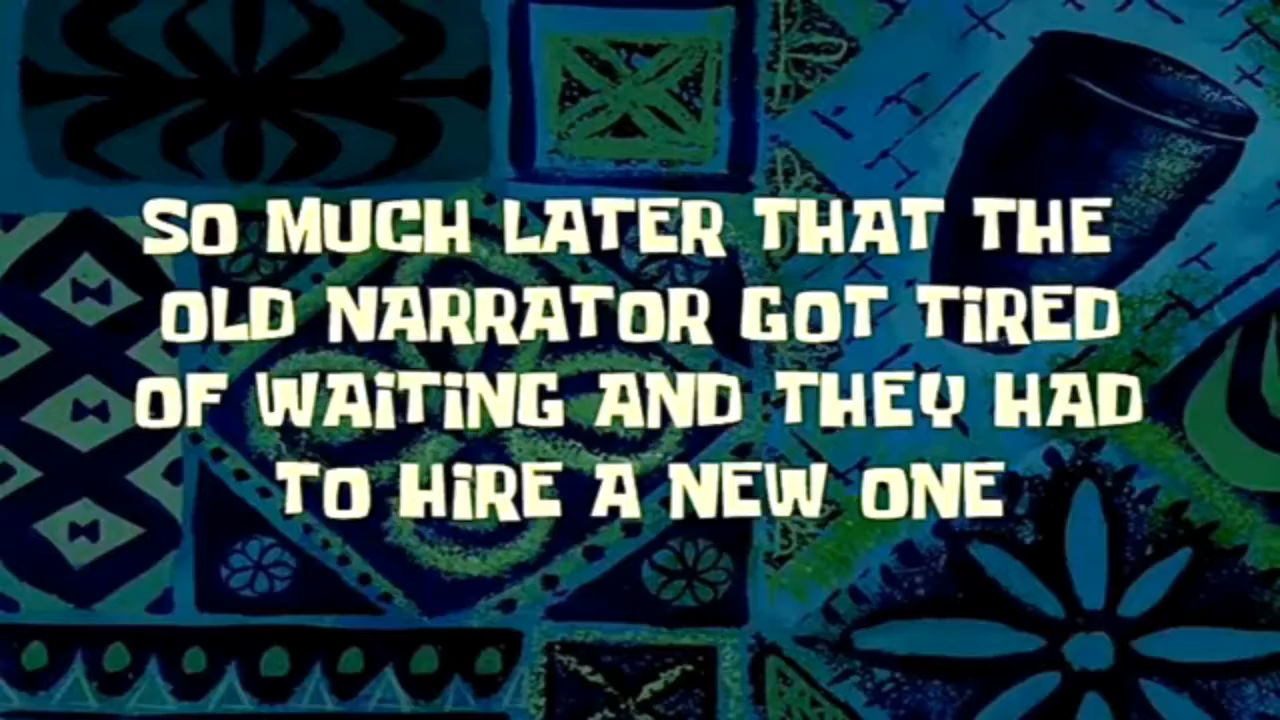 SO MUCH LATER THAT THE
OLD NARRATOR GOT TIRED
OF WAITING AND THEY HAD
TO HIRE A NEW ONE